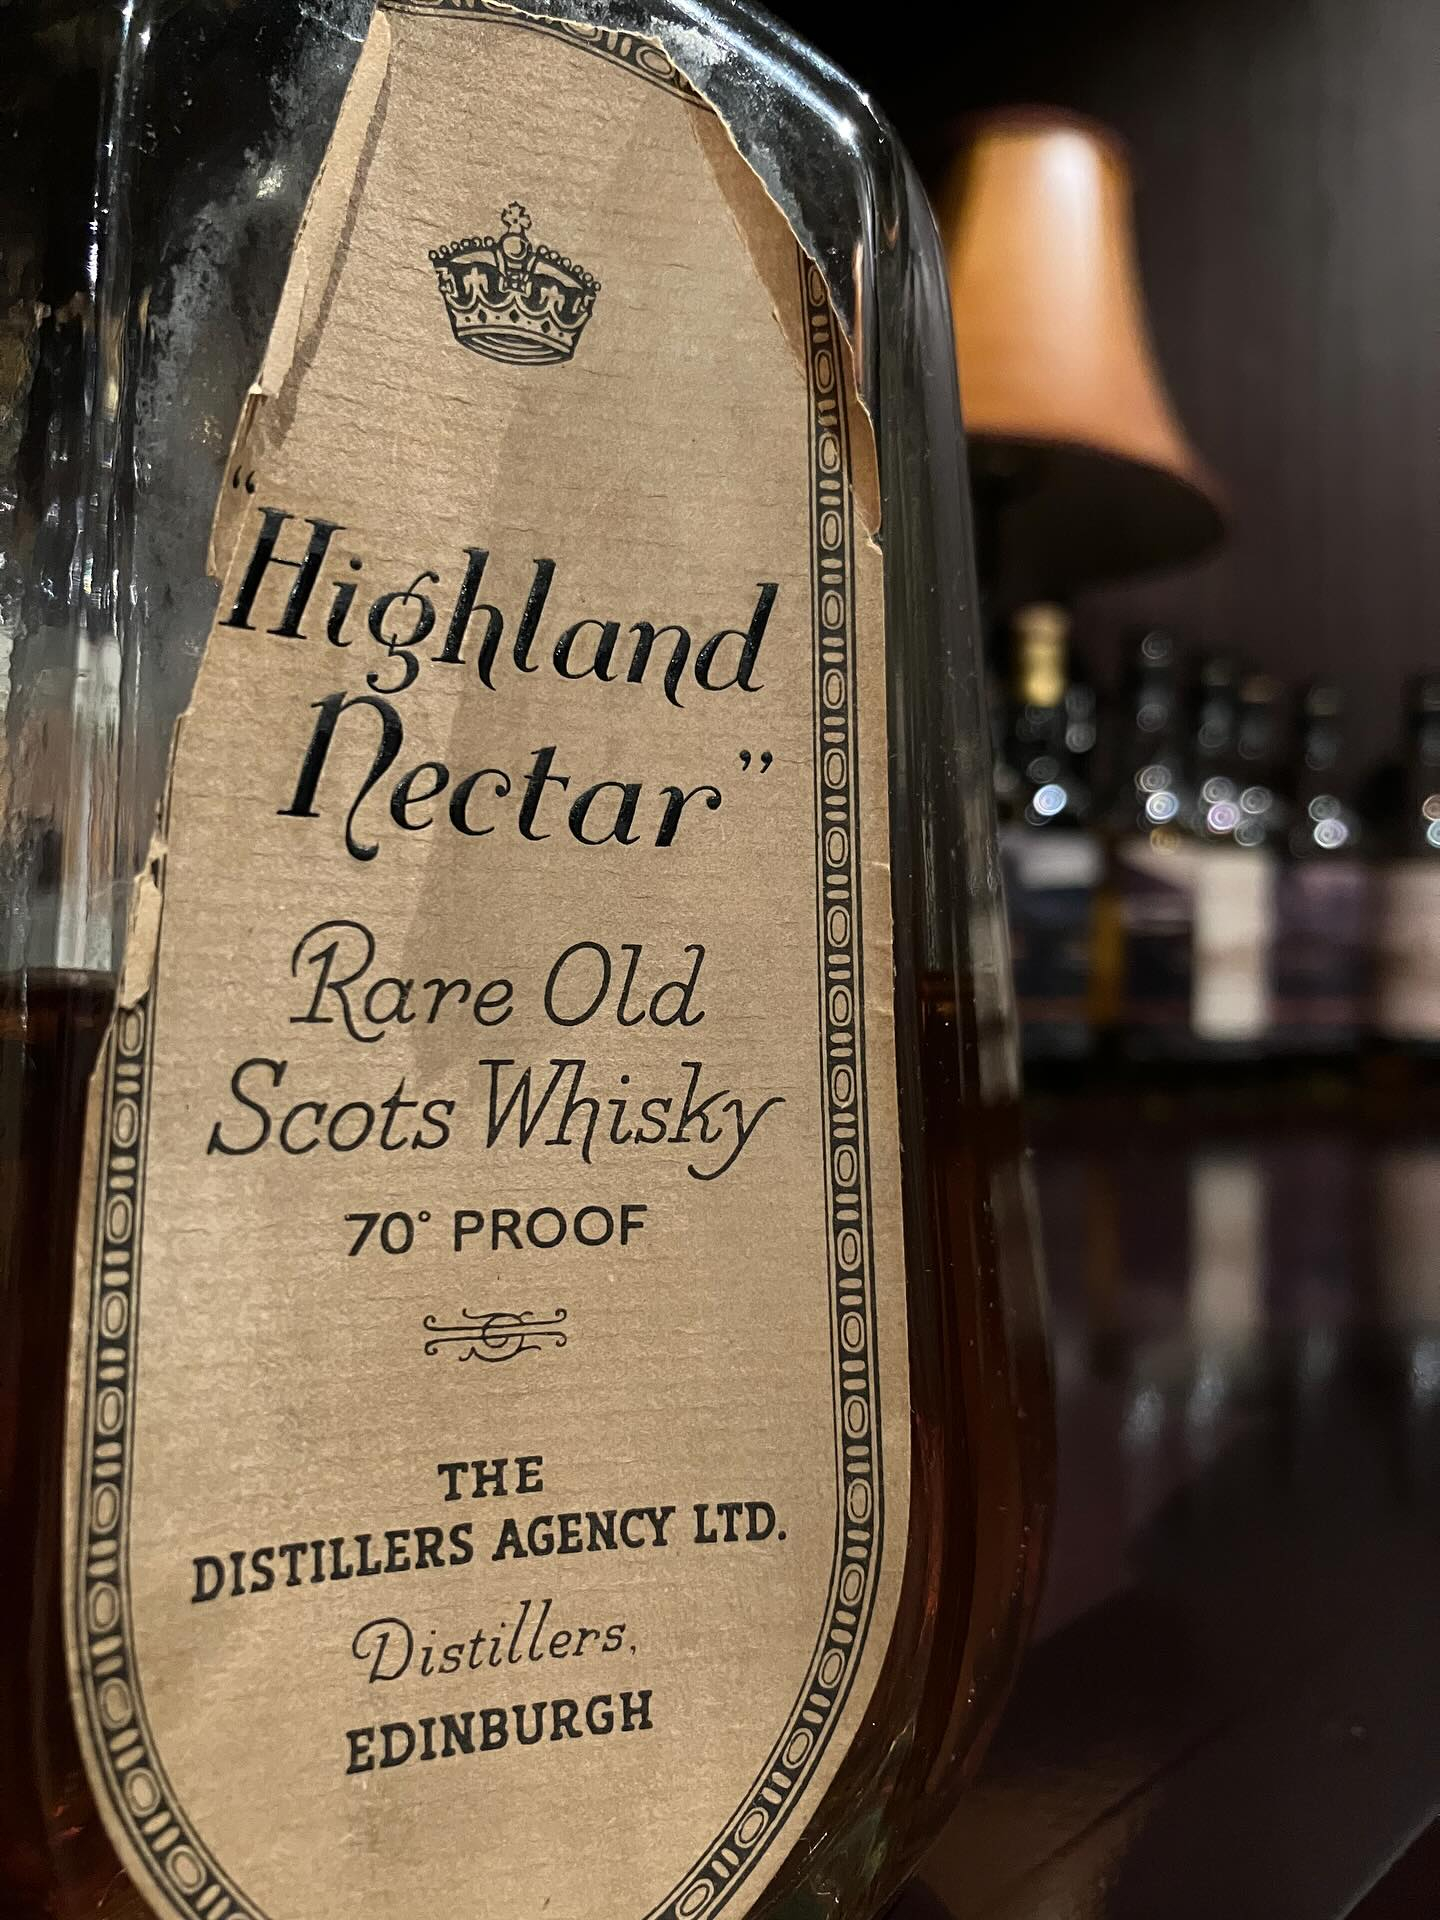 “Highland
Nectar”
Rare Old
Scots Whisky
70° PROOF
THE
DISTILLERS AGENCY LTD.
Distillers,
EDINBURGH